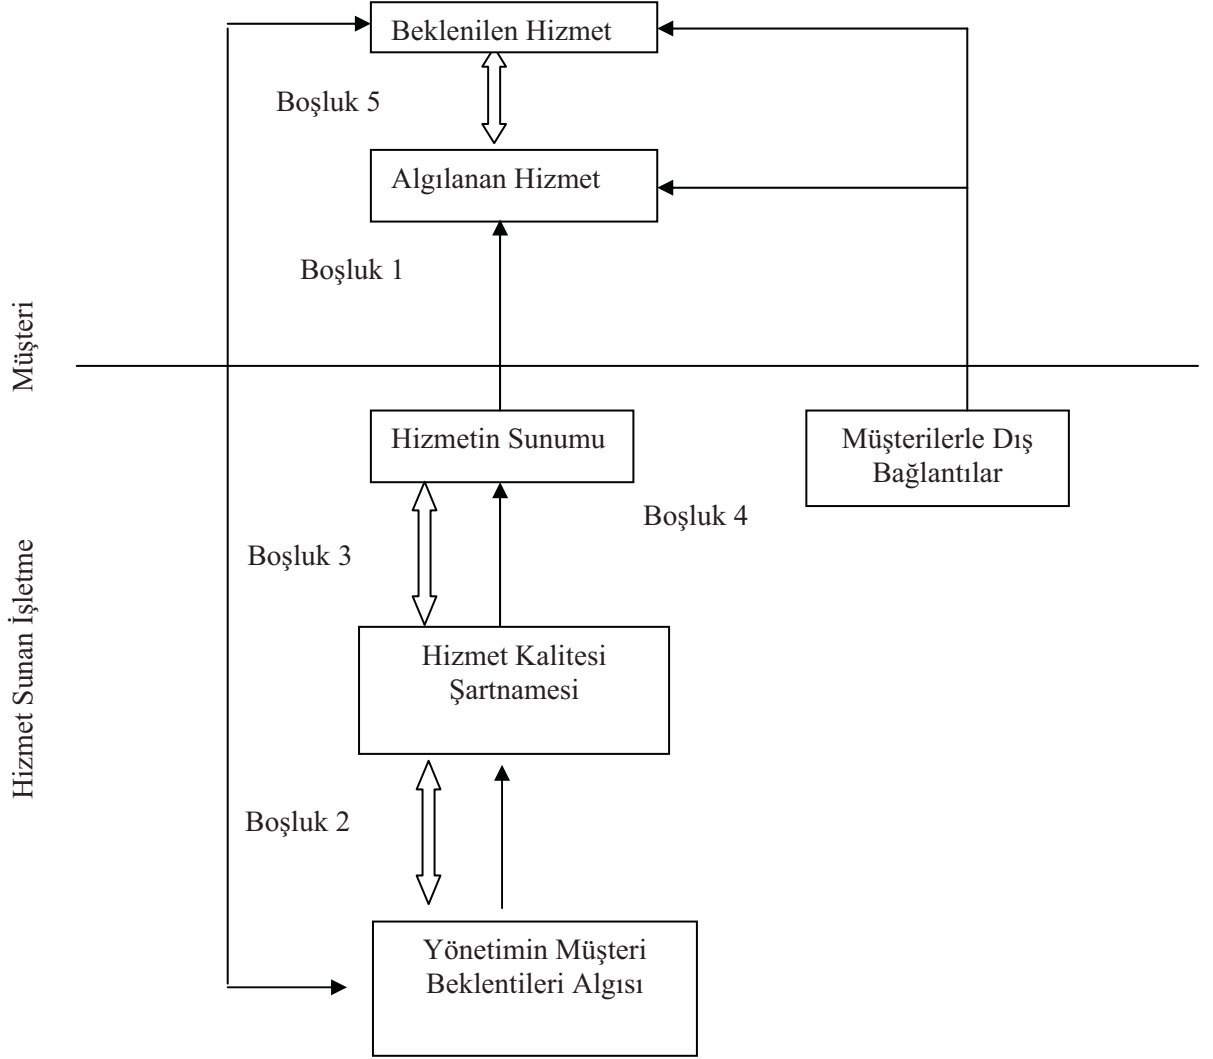 Beklenilen Hizmet
Boşluk 5
Algılanan Hizmet
Boşluk 1
Müşteri
Hizmetin Sunumu
Müşterilerle Dış
Bağlantılar
Boşluk 4
Boşluk 3
Hizmet Sunan İşletme
Hizmet Kalitesi
Şartnamesi
Boşluk 2
Yönetimin Müşteri
Beklentileri Algısı